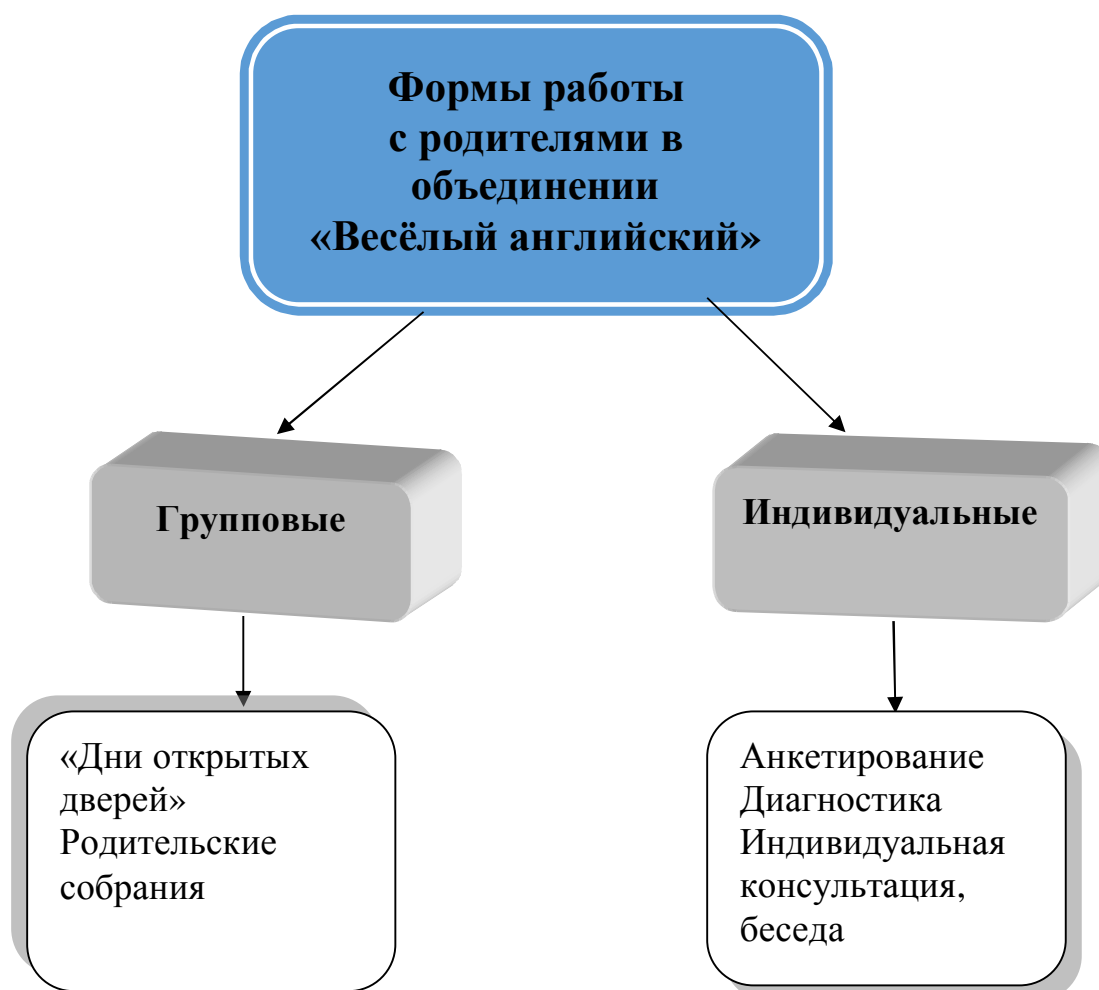 Формы работы
с родителями в
объединении
«Весёлый английский»
Групповые
Индивидуальные
«Дни открытых
дверей»
Родительские
собрания
Анкетирование
Диагностика
Индивидуальная
консультация,
беседа